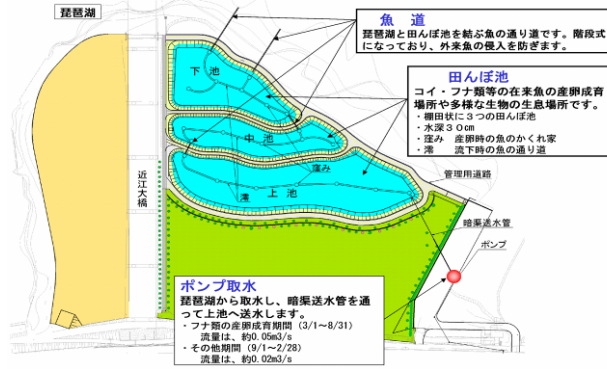 琵琶湖
魚 道
琵琶湖と田んぼ池を結ぶ魚の通り道です。階段式
になっており、外来魚の侵入を防ぎます。
下 池
田んぼ池
コイ・フナ類等の在来魚の産卵成育
場所や多様な生物の生息場所です。
・棚田状に3つの田んぼ池
・水深30cm
・窪み 産卵時の魚のかくれ家
・澪 流下時の魚の通り道
中 池
窪み
上 池
澪
近江大橋
管理用道路
暗渠送水管
ポンプ
ポンプ取水
琵琶湖から取水し、暗渠送水管を通
って上池へ送水します。
・フナ類の産卵成育期間（3/1～8/31）
流量は、約0.05m3/s
・その他期間（9/1～2/28）
流量は、約0.02m3/s